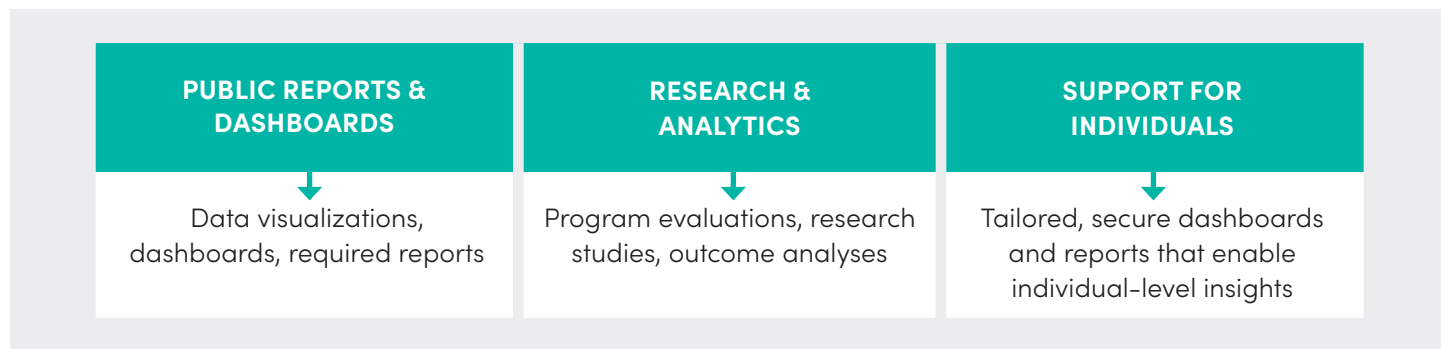 PUBLIC REPORTS &
DASHBOARDS
Data visualizations,
dashboards, required reports
RESEARCH &
ANALYTICS
Program evaluations, research
studies, outcome analyses
SUPPORT FOR
INDIVIDUALS
Tailored, secure dashboards
and reports that enable
individual-level insights